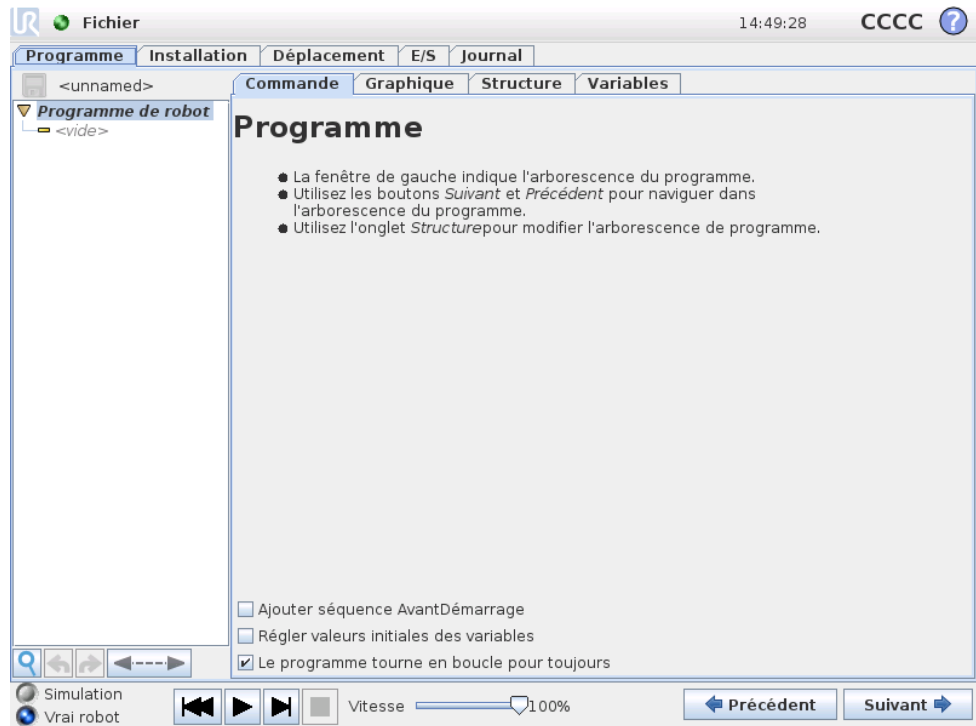 UR Fichier 14:49:28 CCCC ?
Programme Installation Déplacement E/S Journal
<unnamed> Commande Graphique Structure Variables
Programme de robot
<vide>
Programme
La fenêtre de gauche indique l'arborescence du programme.
Utilisez les boutons Suivant et Précédent pour naviguer dans
l'arborescence du programme.
Utilisez l'onglet Structurepour modifier l'arborescence de programme.
Ajouter séquence AvantDémarrage
Régler valeurs initiales des variables
Le programme tourne en boucle pour toujours
Simulation
Vrai robot
Vitesse 100%
Précédent Suivant